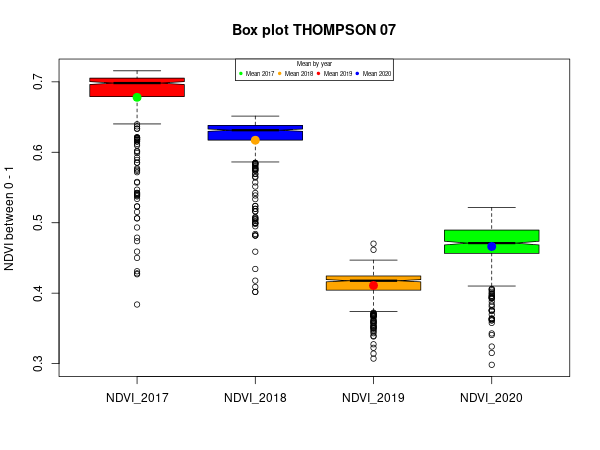 Box plot THOMPSON 07
Mean by year
Mean 2017 Mean 2018 Mean 2019 Mean 2020
NDVI between 0 - 1
0.7
0.6
0.5
0.4
0.3
NDVI_2017 NDVI_2018 NDVI_2019 NDVI_2020